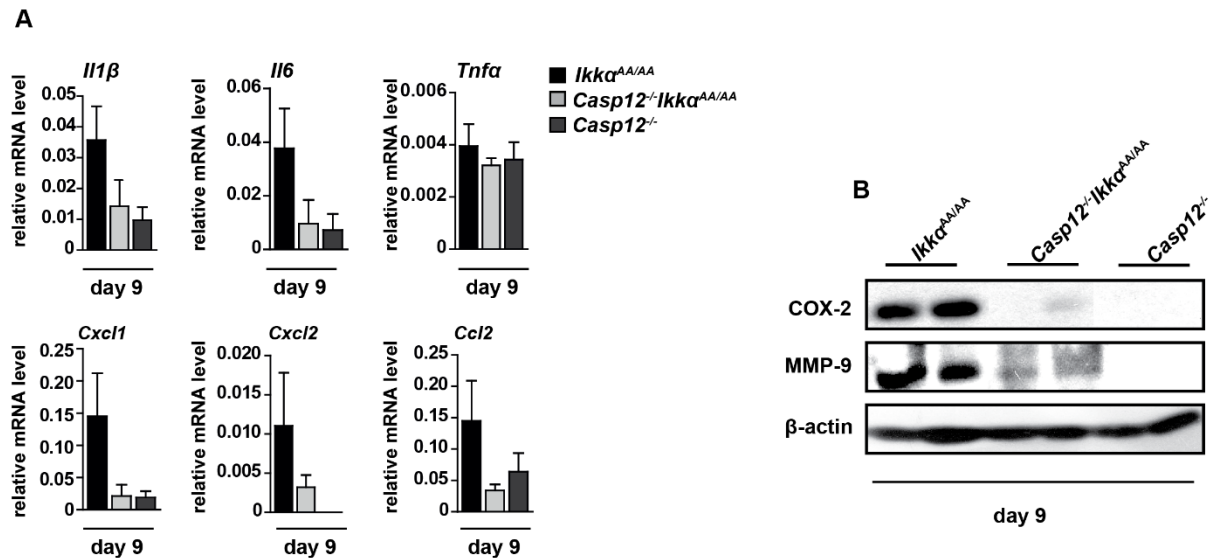 A
Il1β
relative mRNA level
0.05
0.04
0.03
0.02
0.01
0
day 9
Il6
relative mRNA level
0.06
0.04
0.02
0
day 9
Tnfα
relative mRNA level
0.006
0.004
0.002
0
day 9
Ikkα^AA/AA
Casp12^-/-Ikkα^AA/AA
Casp12^-/-
Cxcl1
relative mRNA level
0.25
0.20
0.15
0.10
0.05
0
day 9
Cxcl2
relative mRNA level
0.020
0.015
0.010
0.005
0
day 9
Ccl2
relative mRNA level
0.25
0.20
0.15
0.10
0.05
0
day 9
B
Ikkα^AA/AA
Casp12^-/-Ikkα^AA/AA
Casp12^-/-
COX-2
MMP-9
β-actin
day 9